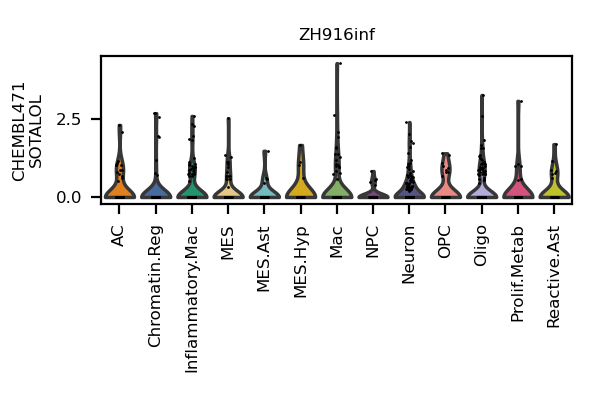 ZH916inf
CHEMBL471
SOTALOL
2.5
0.0
AC
Chromatin.Reg
Inflammatory.Mac
MES
MES.Ast
MES.Hyp
Mac
NPC
Neuron
OPC
Oligo
Prolif.Metab
Reactive.Ast